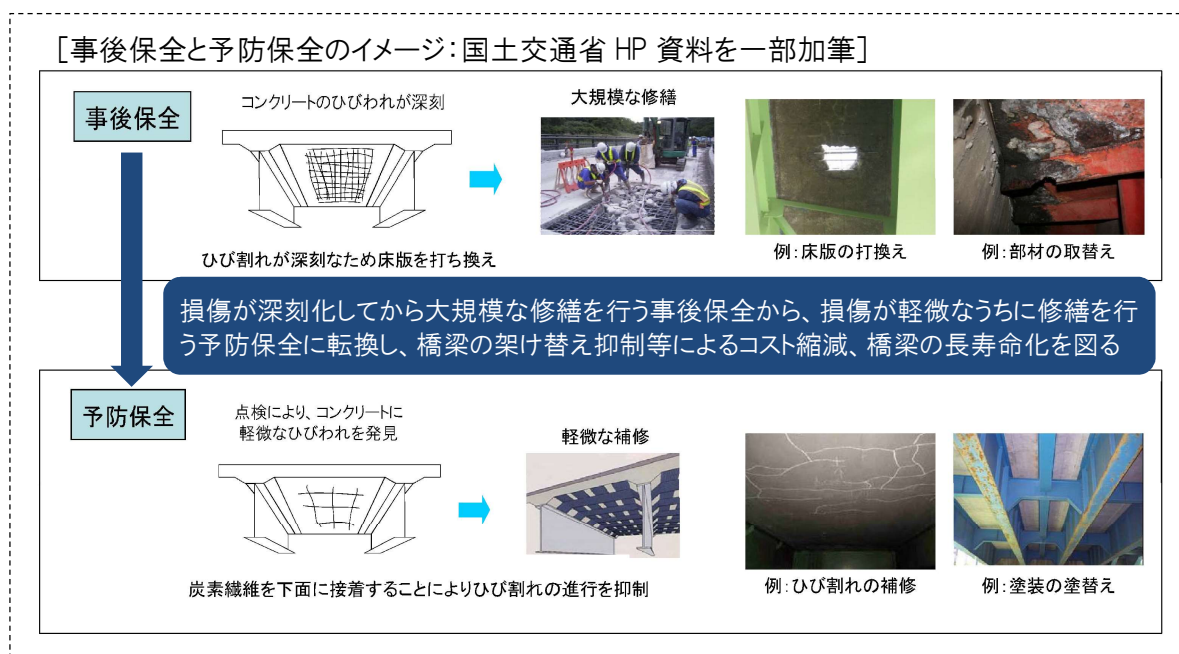 [事後保全と予防保全のイメージ:国土交通省 HP 資料を一部加筆]
事後保全
コンクリートのひびわれが深刻
大規模な修繕
ひび割れが深刻なため床版を打ち換え
例:床版の打換え
例:部材の取替え
損傷が深刻化してから大規模な修繕を行う事後保全から、損傷が軽微なうちに修繕を行
う予防保全に転換し、橋梁の架け替え抑制等によるコスト縮減、橋梁の長寿命化を図る
予防保全
点検により、コンクリートに
軽微なひびわれを発見
軽微な補修
炭素繊維を下面に接着することによりひび割れの進行を抑制
例:ひび割れの補修
例:塗装の塗替え